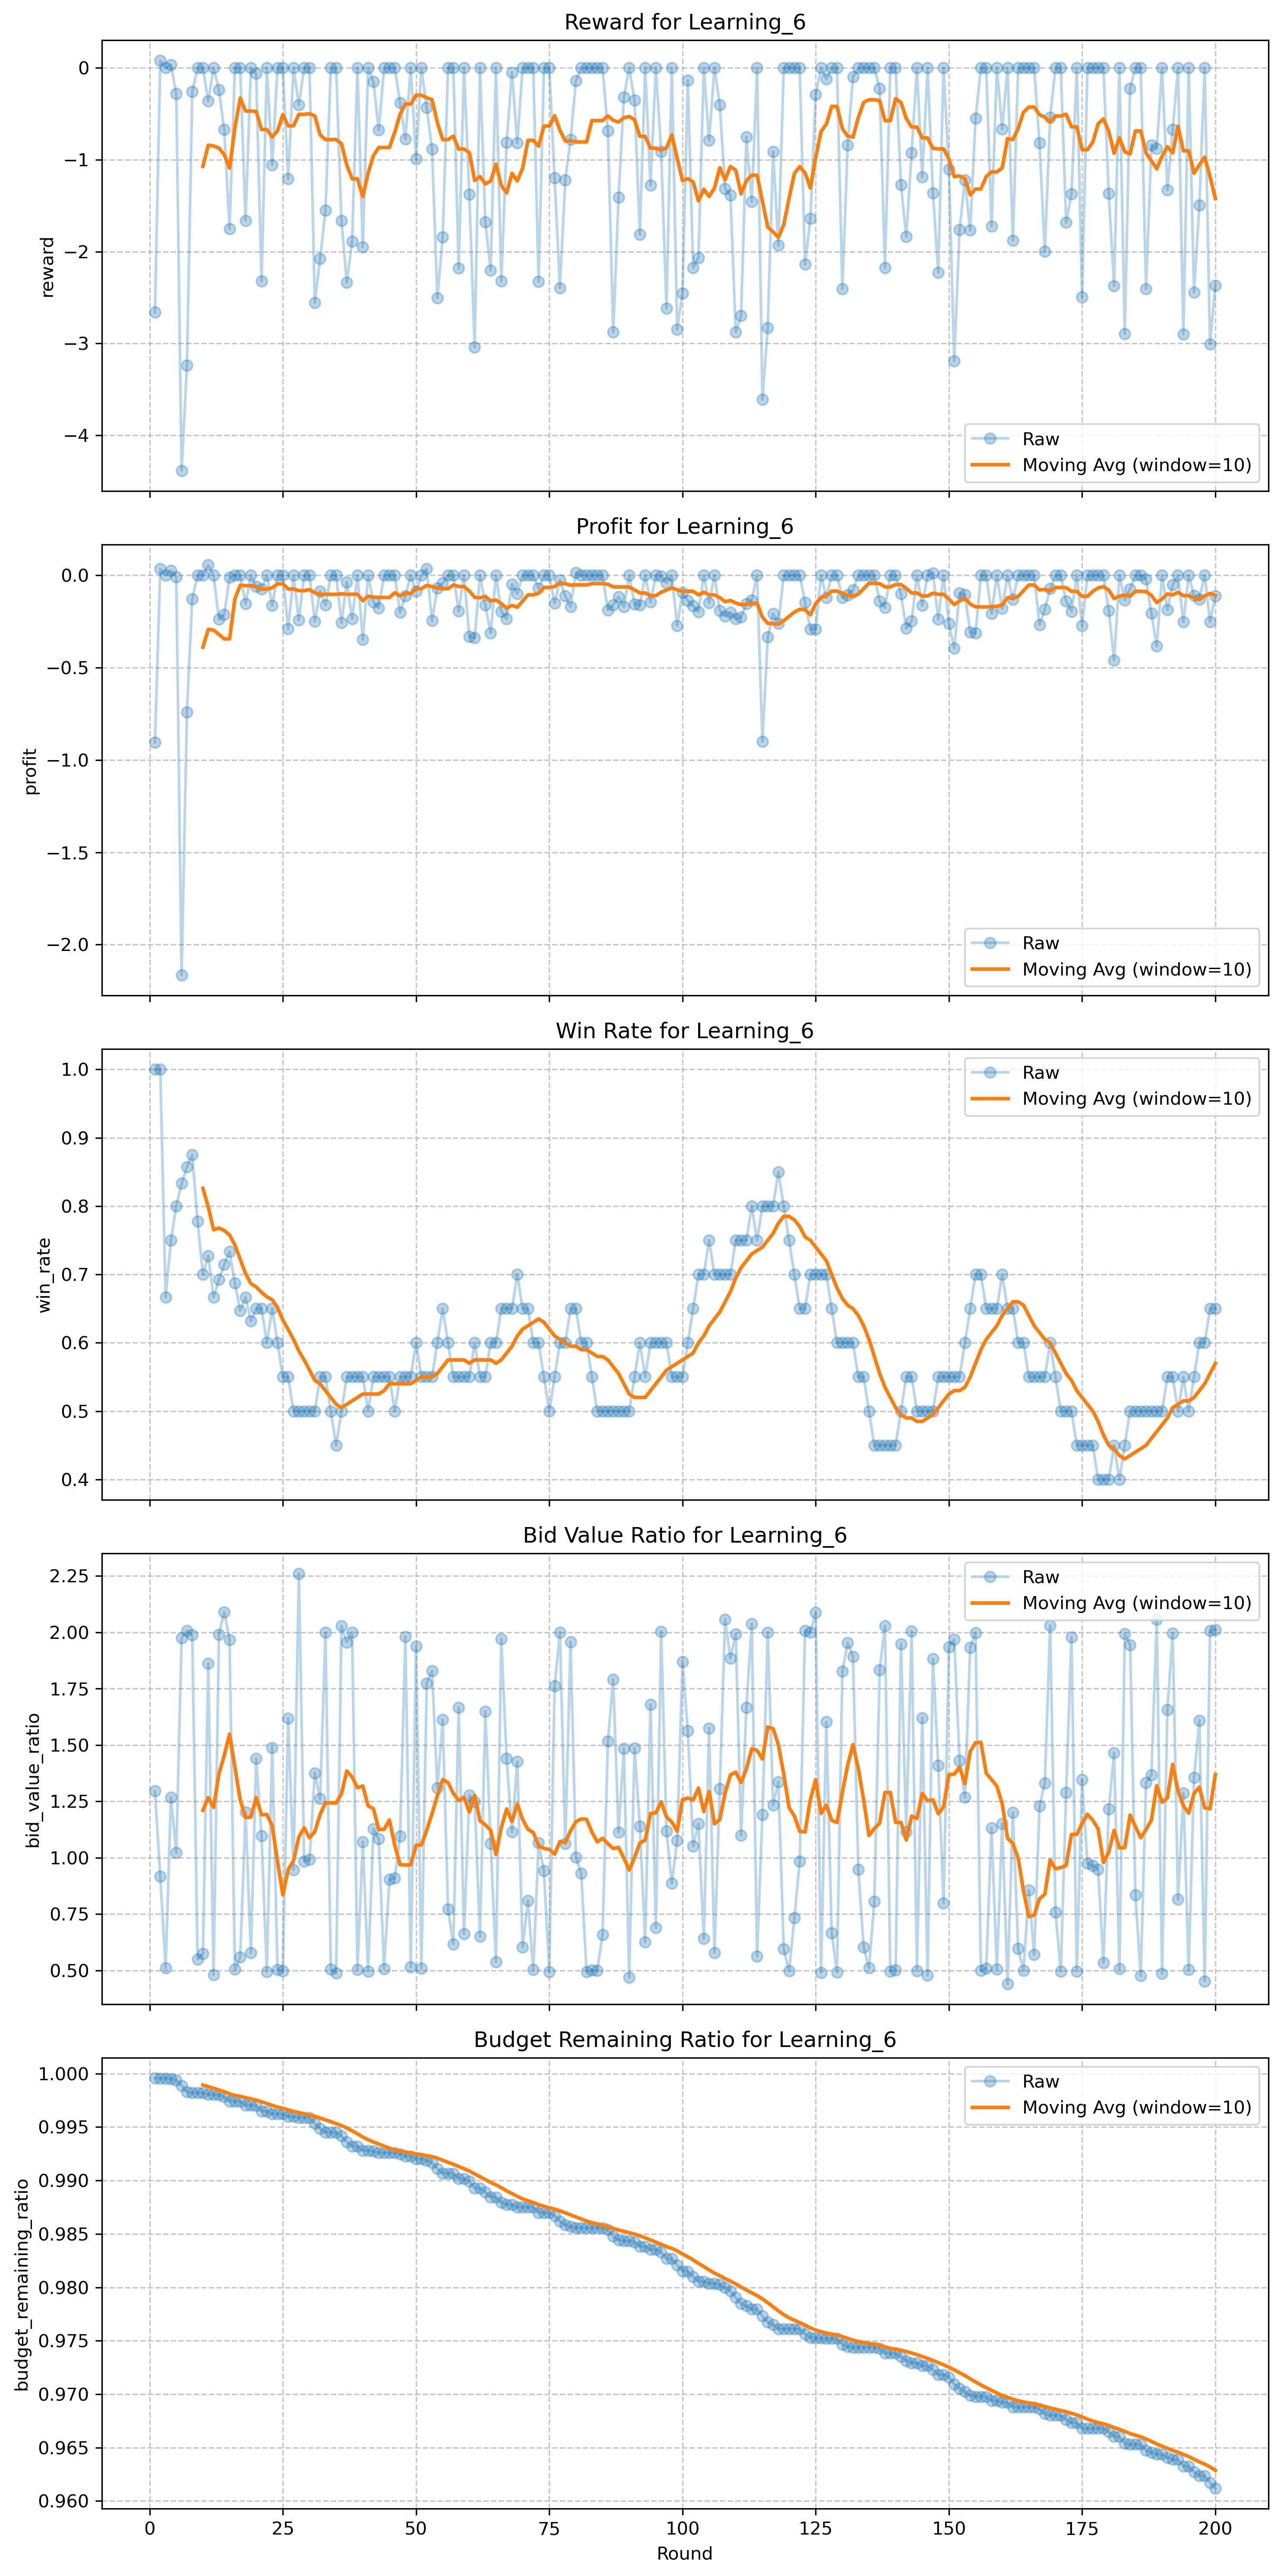 Reward for Learning_6
0
−1
−2
−3
−4
reward
Raw
Moving Avg (window=10)
Profit for Learning_6
0.0
−0.5
−1.0
−1.5
−2.0
profit
Raw
Moving Avg (window=10)
Win Rate for Learning_6
1.0
0.9
0.8
0.7
0.6
0.5
0.4
win_rate
Raw
Moving Avg (window=10)
Bid Value Ratio for Learning_6
2.25
2.00
1.75
1.50
1.25
1.00
0.75
0.50
bid_value_ratio
Raw
Moving Avg (window=10)
Budget Remaining Ratio for Learning_6
1.000
0.995
0.990
0.985
0.980
0.975
0.970
0.965
0.960
budget_remaining_ratio
Raw
Moving Avg (window=10)
0 25 50 75 100 125 150 175 200
Round